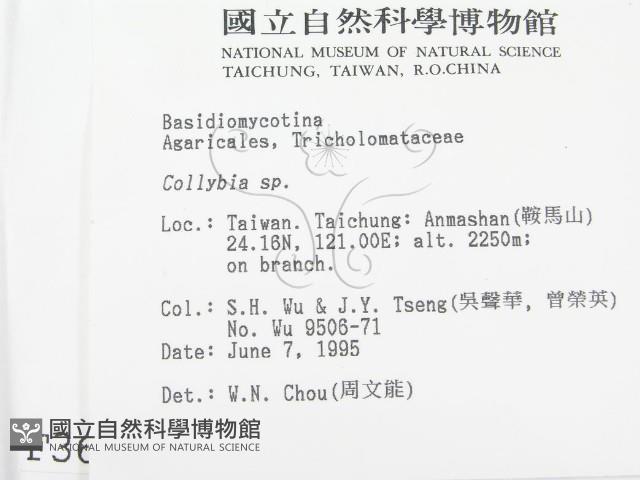 國立自然科學博物館
NATIONAL MUSEUM OF NATURAL SCIENCE
TAICHUNG, TAIWAN, R.O.CHINA
Basidiomycotina
Agaricales, Tricholomataceae
Collybia sp.
Loc.: Taiwan. Taichung: Anmashan(鞍馬山)
24.16N, 121.00E; alt. 2250m;
on branch.
Col.: S.H. Wu & J.Y. Tseng(吳聲華, 曾榮英)
No. Wu 9506-71
Date: June 7, 1995
Det.: W.N. Chou(周文能)
國立自然科學博物館
NATIONAL MUSEUM OF NATURAL SCIENCE